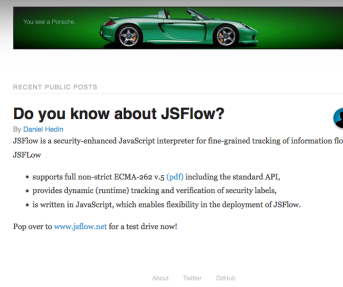 You see a Porsche.
RECENT PUBLIC POSTS
Do you know about JSFlow?
By Daniel Hedin
JSFlow is a security-enhanced JavaScript interpreter for fine-grained tracking of information flo
JSFLow
• supports full non-strict ECMA-262 v.5 (pdf) including the standard API,
• provides dynamic (runtime) tracking and verification of security labels,
• is written in JavaScript, which enables flexibility in the deployment of JSFlow.
Pop over to www.jsflow.net for a test drive now!
About Twitter GitHub